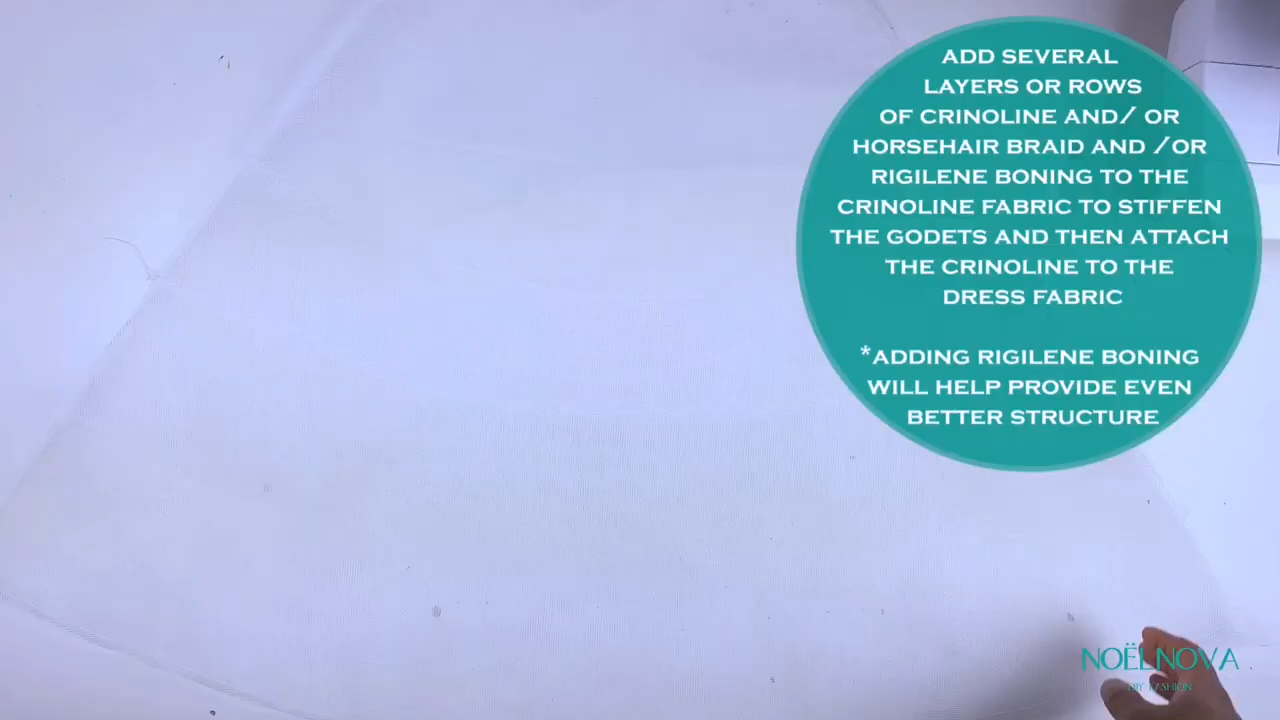 ADD SEVERAL
LAYERS OR ROWS
OF CRINOLINE AND/ OR
HORSEHAIR BRAID AND /OR
RIGILENE BONING TO THE
CRINOLINE FABRIC TO STIFFEN
THE GODETS AND THEN ATTACH
THE CRINOLINE TO THE
DRESS FABRIC
*ADDING RIGILENE BONING
WILL HELP PROVIDE EVEN
BETTER STRUCTURE
NOËLNOVA
DIY FASHION